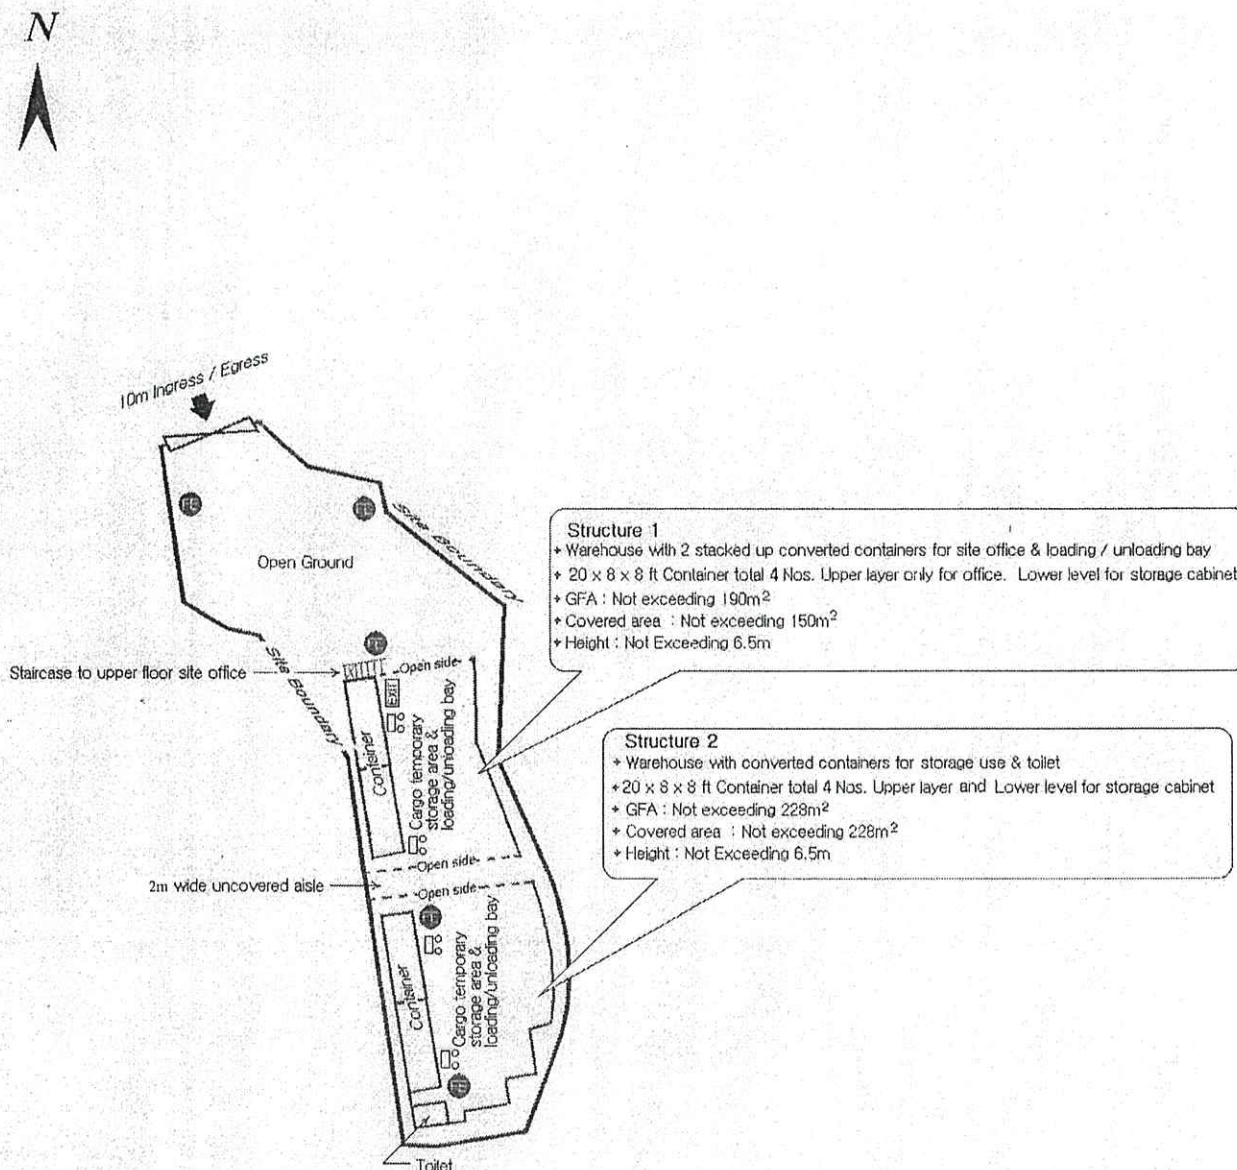 N
10m Ingress / Egress
FE
FE
Site Boundary
Open Ground
Structure 1
+ Warehouse with 2 stacked up converted containers for site office & loading / unloading bay
+ 20 x 8 x 8 ft Container total 4 Nos. Upper layer only for office. Lower level for storage cabinet
+ GFA : Not exceeding 190m²
+ Covered area : Not exceeding 150m²
+ Height : Not Exceeding 6.5m
FE
Staircase to upper floor site office
Site Boundary
Open side
EXIT
Container
Cargo temporary
storage area &
loading/unloading bay
Structure 2
+ Warehouse with converted containers for storage use & toilet
+ 20 x 8 x 8 ft Container total 4 Nos. Upper layer and Lower level for storage cabinet
+ GFA : Not exceeding 228m²
+ Covered area : Not exceeding 228m²
+ Height : Not Exceeding 6.5m
Open side
2m wide uncovered aisle
Open side
Container
Cargo temporary
storage area &
loading/unloading bay
Toilet